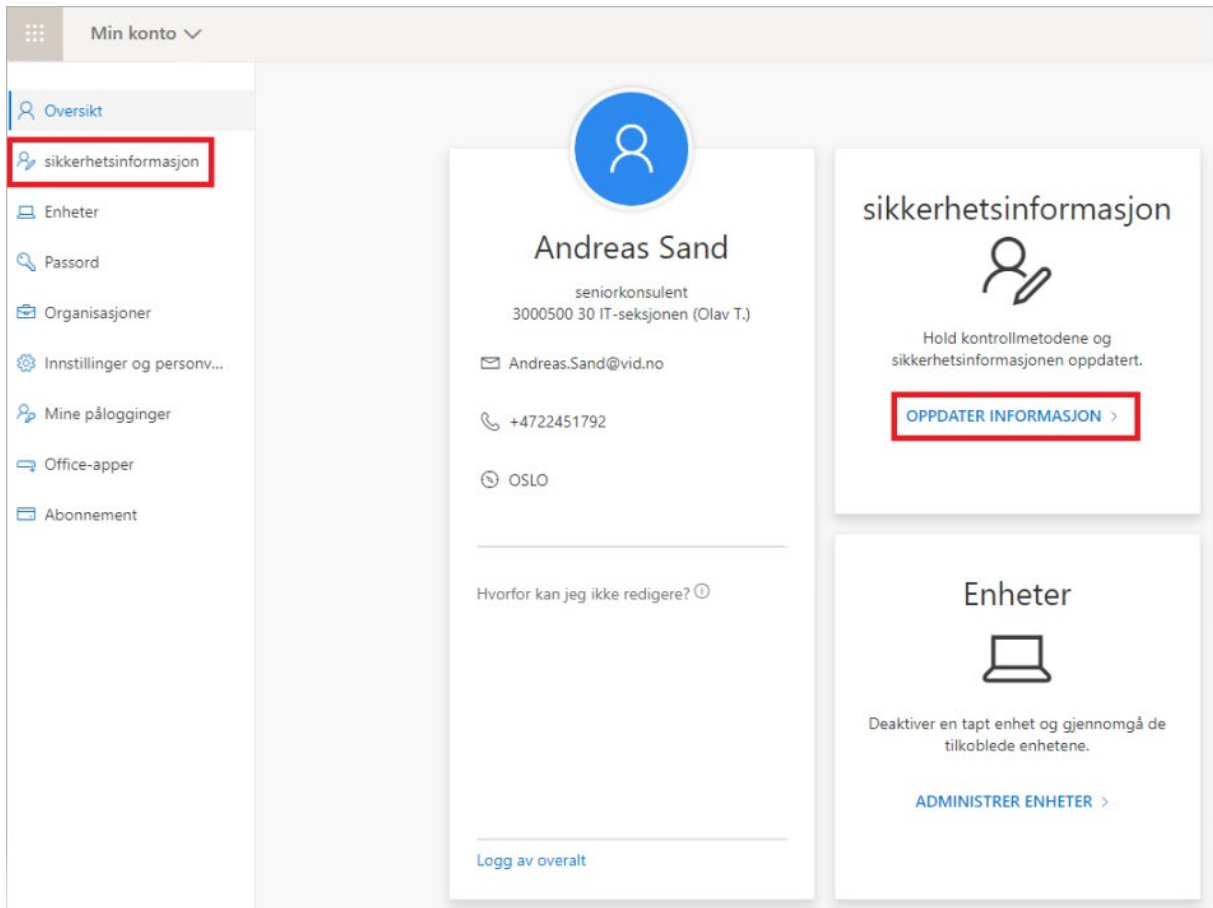 Min konto
Oversikt
sikkerhetsinformasjon
Enheter
Passord
Organisasjoner
Innstillinger og personv...
Mine pålogginger
Office-apper
Abonnement
Andreas Sand
seniorkonsulent
3000500 30 IT-seksjonen (Olav T.)
Andreas.Sand@vid.no
+4722451792
OSLO
Hvorfor kan jeg ikke redigere?
Logg av overalt
sikkerhetsinformasjon
Hold kontrollmetodene og
sikkerhetsinformasjonen oppdatert.
OPPDATER INFORMASJON >
Enheter
Deaktiver en tapt enhet og gjennomgå de
tilkoblede enhetene.
ADMINISTRER ENHETER >